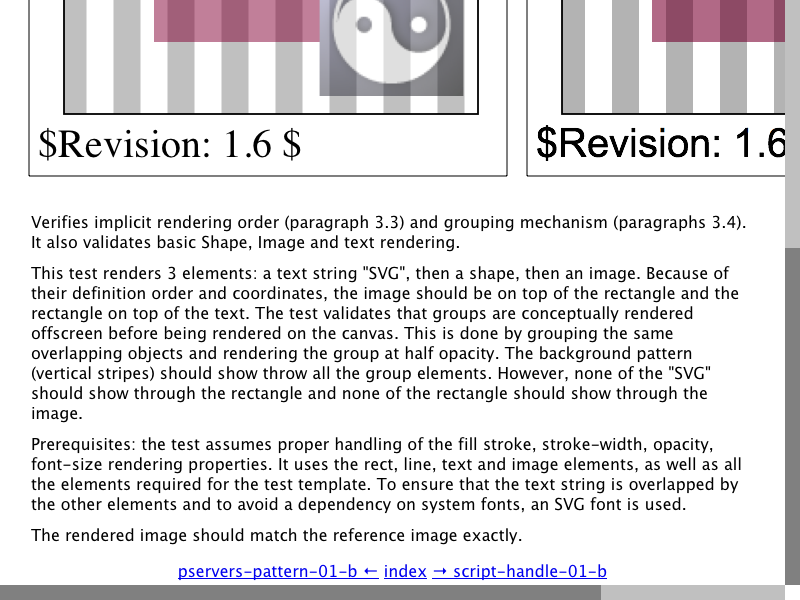 $Revision: 1.6 $
$Revision: 1.6
Verifies implicit rendering order (paragraph 3.3) and grouping mechanism (paragraphs 3.4).
It also validates basic Shape, Image and text rendering.
This test renders 3 elements: a text string "SVG", then a shape, then an image. Because of
their definition order and coordinates, the image should be on top of the rectangle and the
rectangle on top of the text. The test validates that groups are conceptually rendered
offscreen before being rendered on the canvas. This is done by grouping the same
overlapping objects and rendering the group at half opacity. The background pattern
(vertical stripes) should show throw all the group elements. However, none of the "SVG"
should show through the rectangle and none of the rectangle should show through the
image.
Prerequisites: the test assumes proper handling of the fill stroke, stroke-width, opacity,
font-size rendering properties. It uses the rect, line, text and image elements, as well as all
the elements required for the test template. To ensure that the text string is overlapped by
the other elements and to avoid a dependency on system fonts, an SVG font is used.
The rendered image should match the reference image exactly.
pservers-pattern-01-b ← index → script-handle-01-b